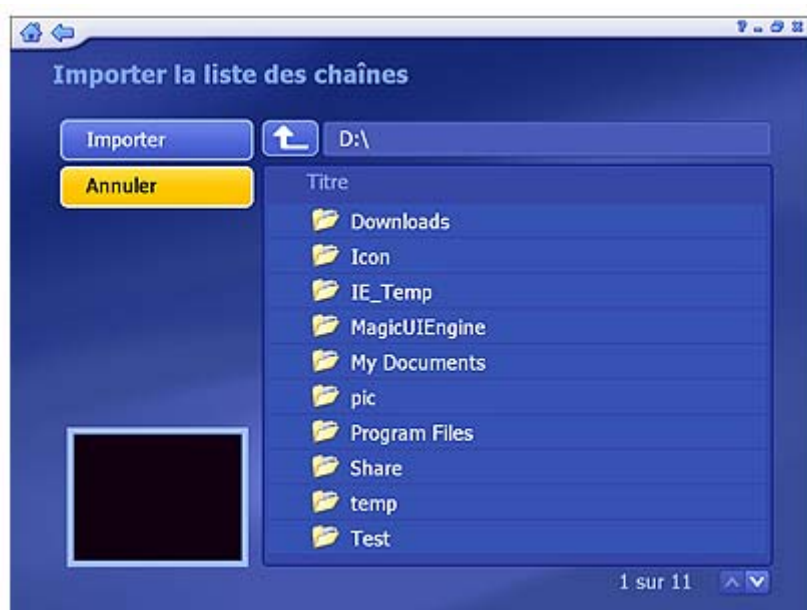 Importer la liste des chaînes
Importer
D:\
Annuler
Titre
Downloads
Icon
IE_Temp
MagicUIEngine
My Documents
pic
Program Files
Share
temp
Test
1 sur 11